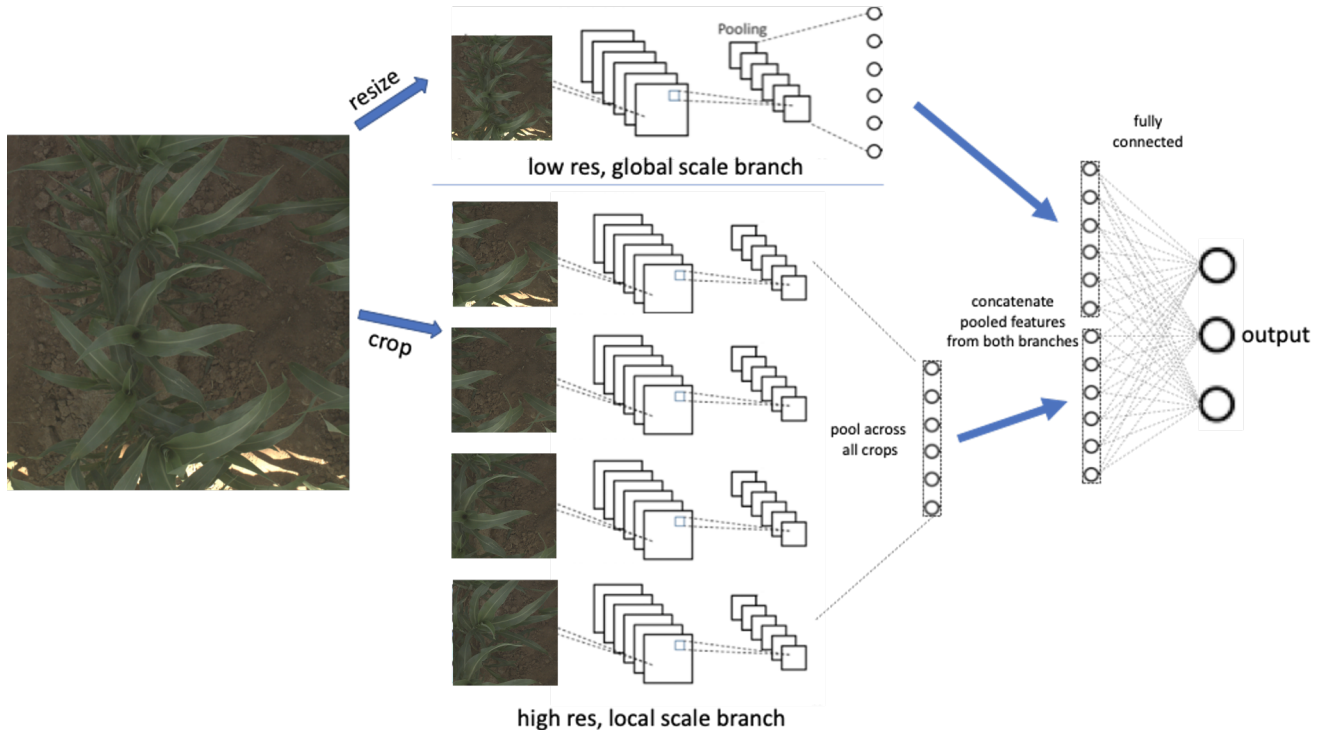 resize
Pooling
low res, global scale branch
crop
high res, local scale branch
pool across
all crops
concatenate
pooled features
from both branches
fully
connected
output